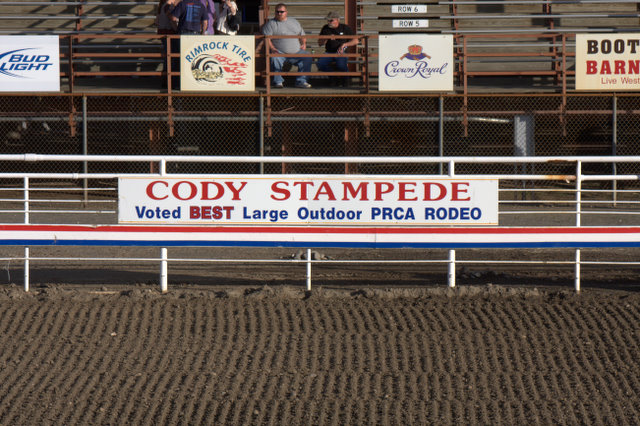 ROW 6
ROW 5
BUD
LIGHT
RIMROCK TIRE
Crown Royal
BOOT
BARN
Live West
CODY STAMPEDE
Voted BEST Large Outdoor PRCA RODEO